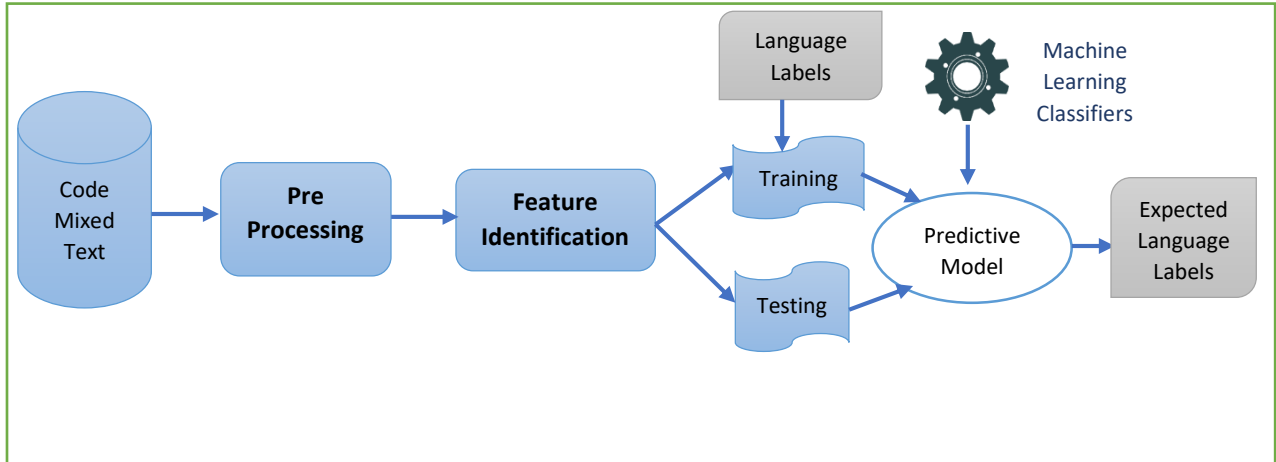 Code
Mixed
Text
Pre
Processing
Feature
Identification
Language
Labels
Training
Testing
Machine
Learning
Classifiers
Predictive
Model
Expected
Language
Labels